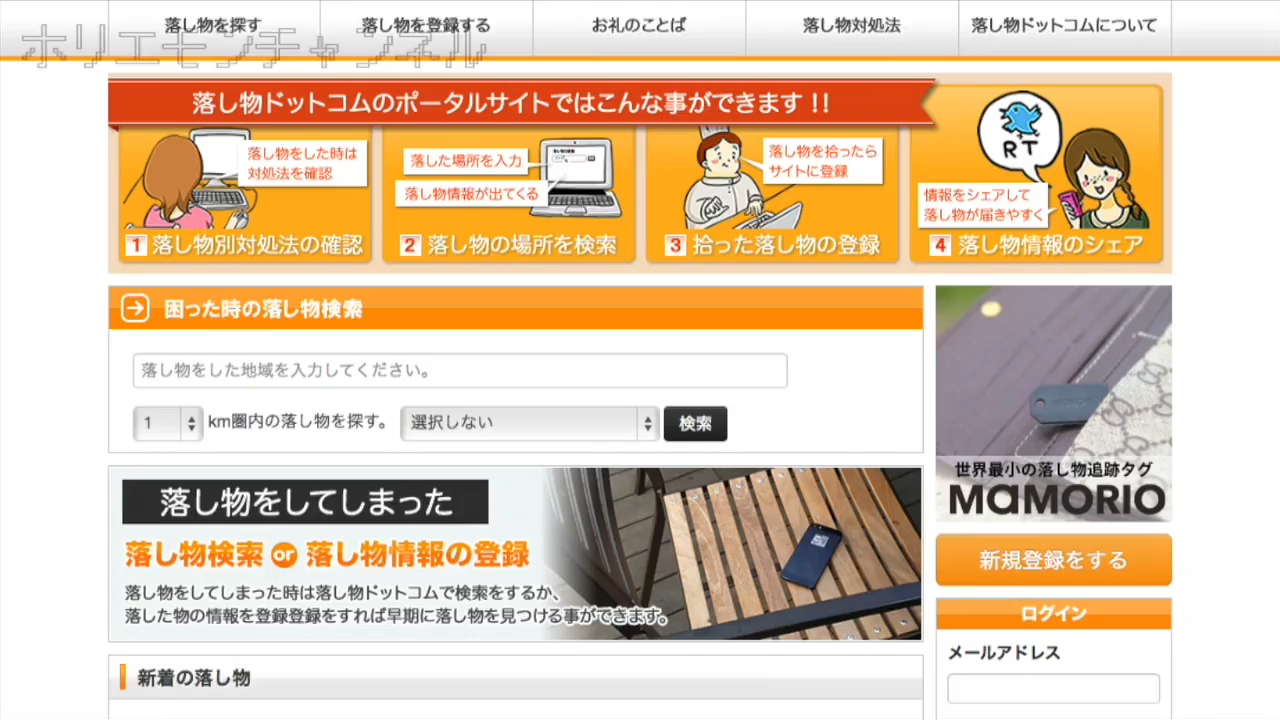 落し物を探す
落し物を登録する
お礼のことば
落し物対処法
落し物ドットコムについて
ホリエモンチャンネル
落し物ドットコムのポータルサイトではこんな事ができます!!
落し物をした時は
対処法を確認
1 落し物別対処法の確認
落した場所を入力
落し物情報が出てくる
2 落し物の場所を検索
落し物を拾ったら
サイトに登録
3 拾った落し物の登録
RT
情報をシェアして
落し物が届きやすく
4 落し物情報のシェア
困った時の落し物検索
落し物をした地域を入力してください。
1 km圏内の落し物を探す。 選択しない 検索
落し物をしてしまった
落し物検索 or 落し物情報の登録
落し物をしてしまった時は落し物ドットコムで検索をするか、
落した物の情報を登録登録をすれば早期に落し物を見つける事ができます。
新着の落し物
世界最小の落し物追跡タグ
MAMORIO
新規登録をする
ログイン
メールアドレス